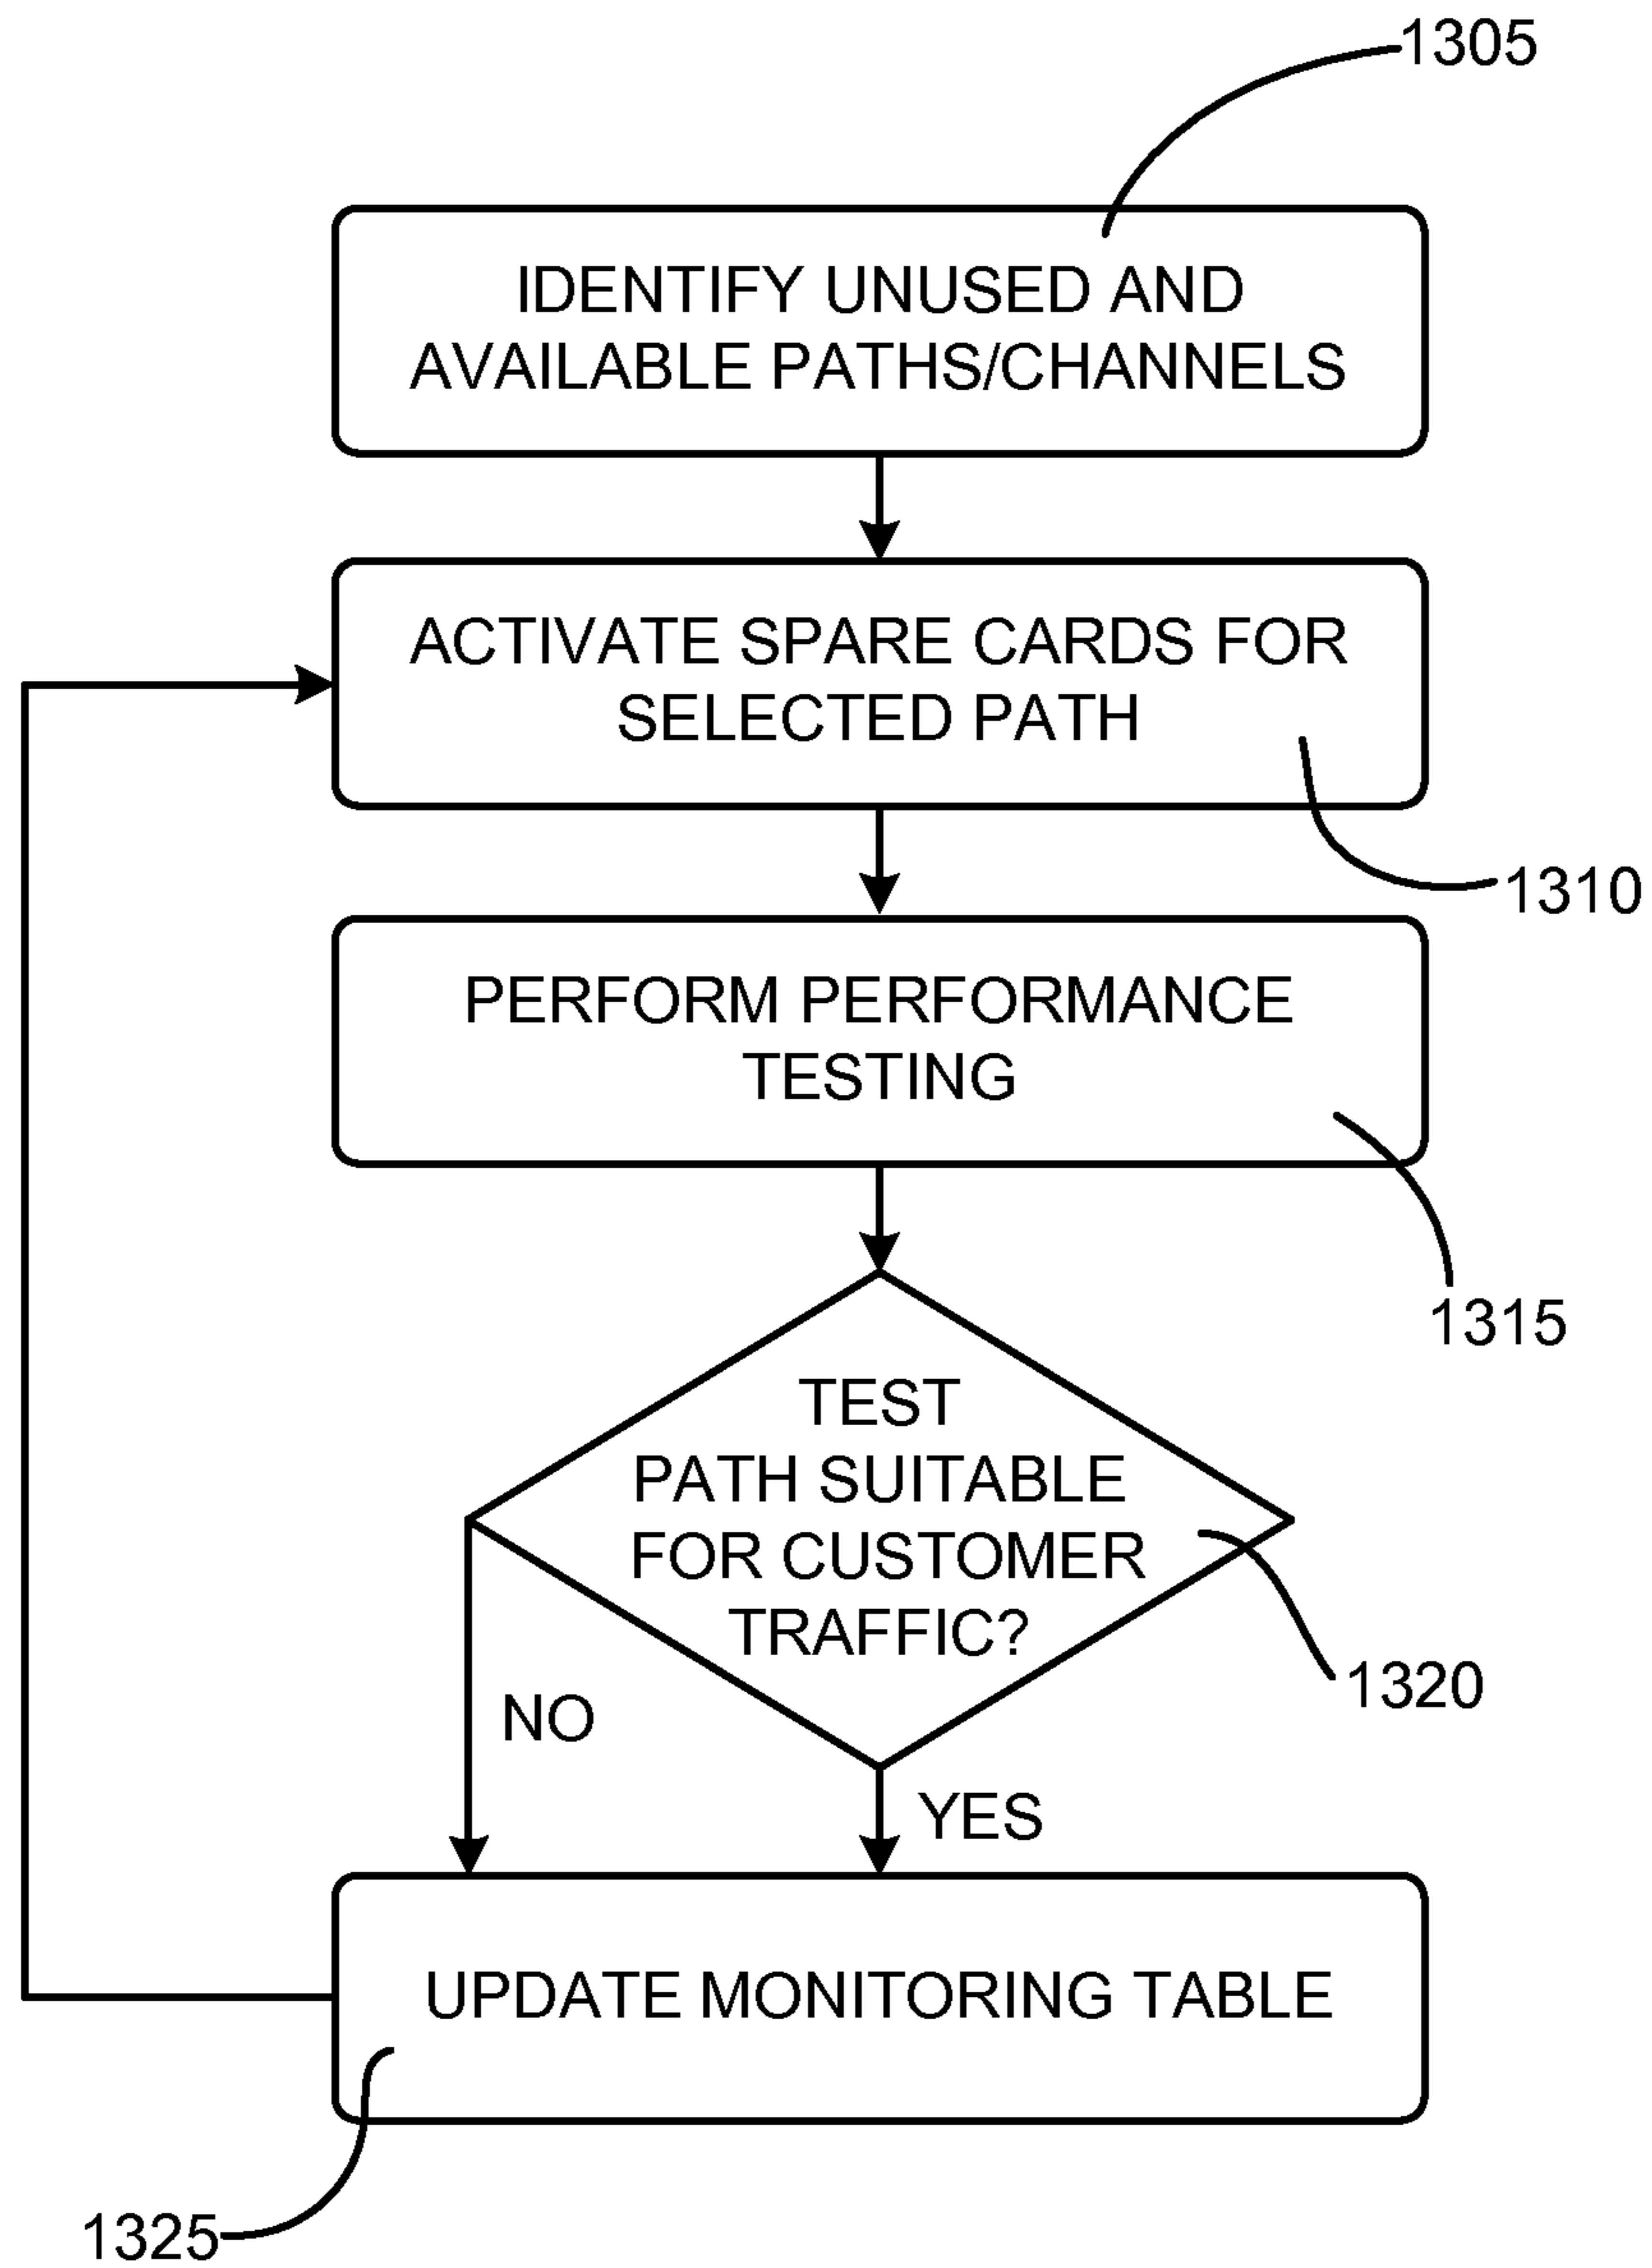 1305
IDENTIFY UNUSED AND
AVAILABLE PATHS/CHANNELS
ACTIVATE SPARE CARDS FOR
SELECTED PATH
1310
PERFORM PERFORMANCE
TESTING
1315
TEST
PATH SUITABLE
FOR CUSTOMER
TRAFFIC?
1320
NO
YES
UPDATE MONITORING TABLE
1325